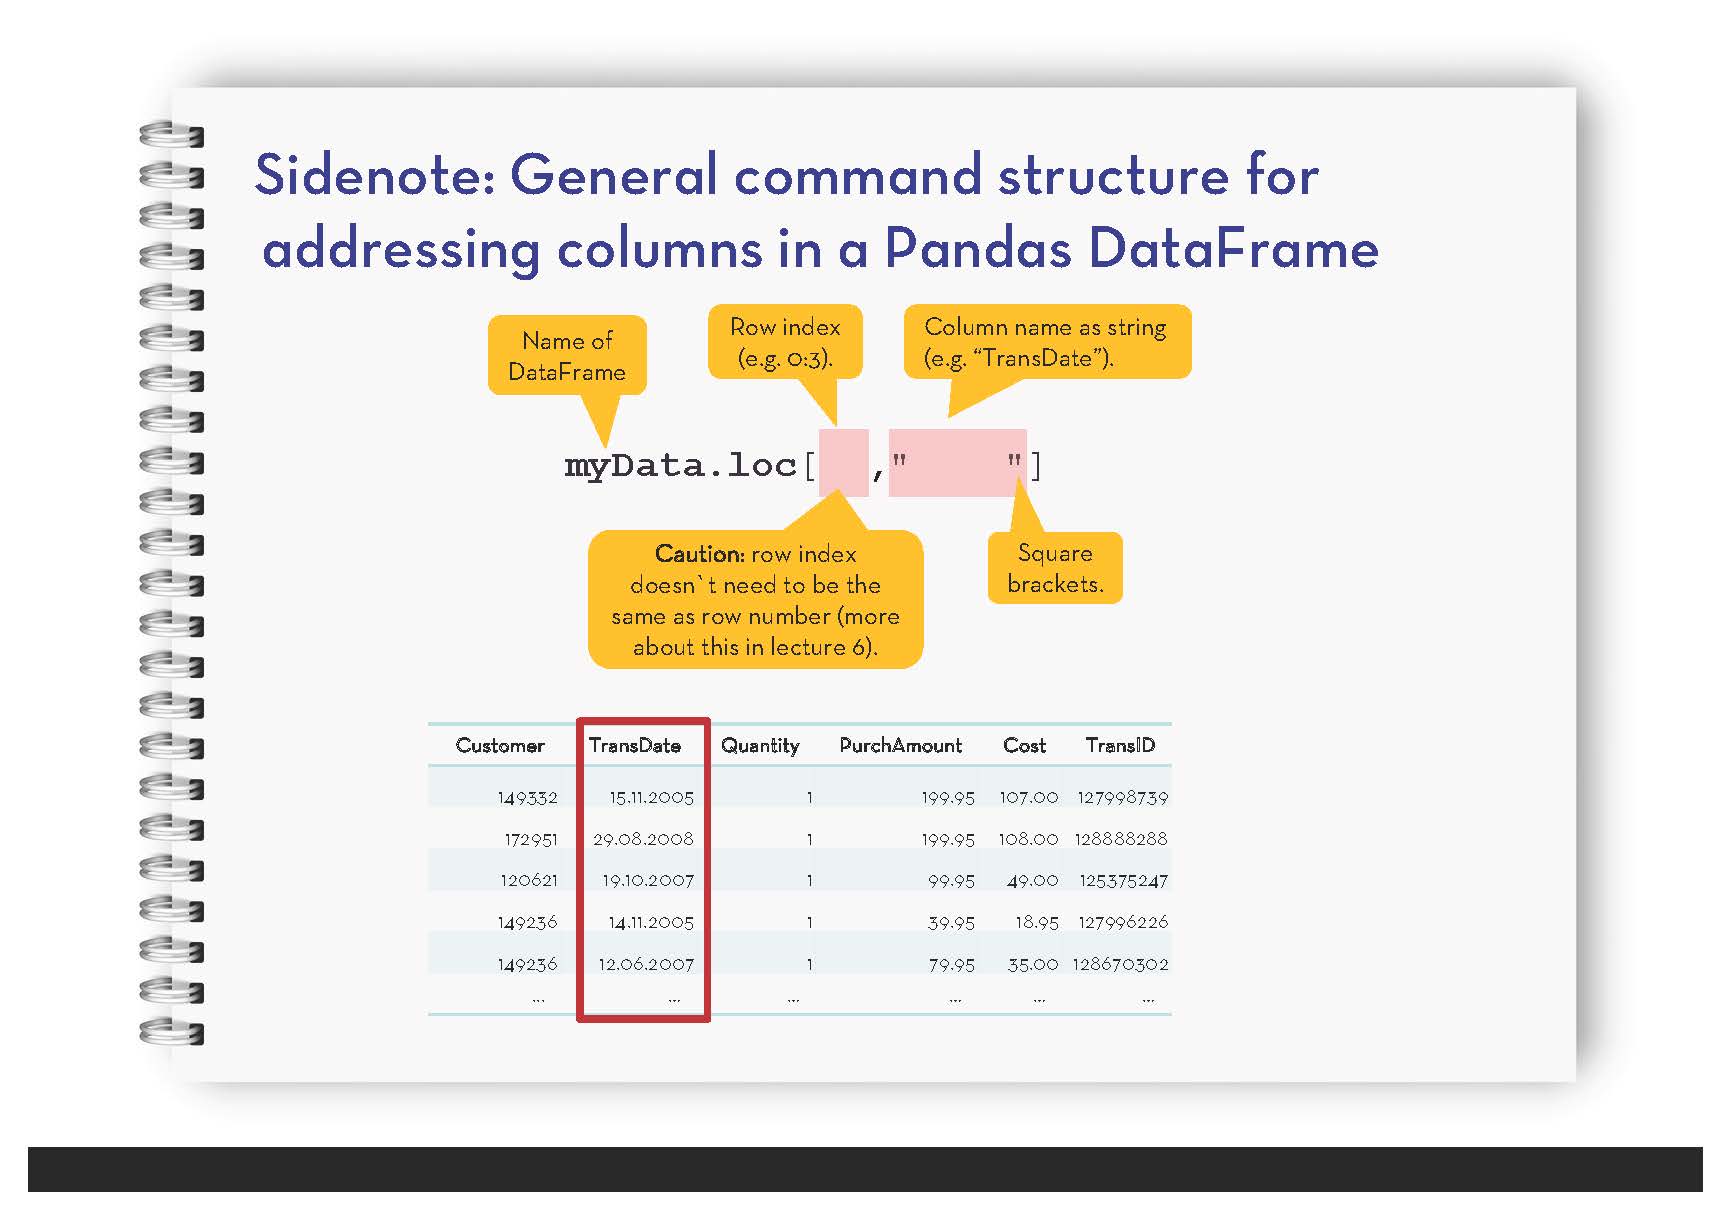 Sidenote: General command structure for
addressing columns in a Pandas DataFrame
Name of
DataFrame
Row index
(e.g. 0:3).
Column name as string
(e.g. “TransDate”).
myData.loc[ ," "]
Caution: row index
doesn`t need to be the
same as row number (more
about this in lecture 6).
Square
brackets.
Customer TransDate Quantity PurchAmount Cost TransID
149332 15.11.2005 1 199.95 107.00 127998739
172951 29.08.2008 1 199.95 108.00 128888288
120621 19.10.2007 1 99.95 49.00 125375247
149236 14.11.2005 1 39.95 18.95 127996226
149236 12.06.2007 1 79.95 35.00 128670302
... ... ... ... ... ...